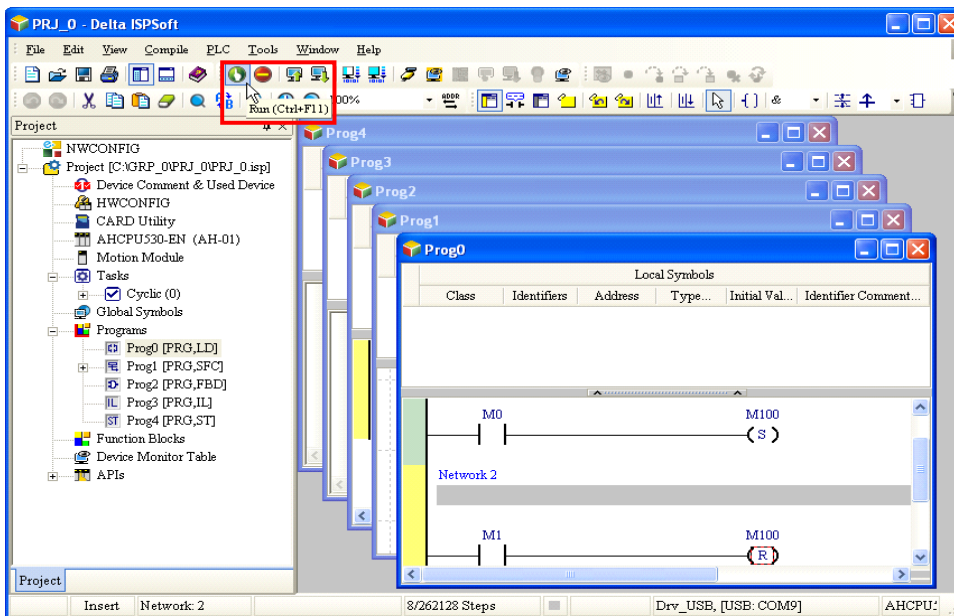 PRJ_0 - Delta ISPSoft
File Edit View Compile PLC Tools Window Help
00%
ADDR
Run (Ctrl+F11)
Project
NWCONFIG
Project [C:\GRP_0\PRJ_0.isp]
Device Comment & Used Device
HWCONFIG
CARD Utility
AHCPU530-EN (AH-01)
Motion Module
Tasks
Cyclic (0)
Global Symbols
Programs
Prog0 [PRG,LD]
Prog1 [PRG,SFC]
Prog2 [PRG,FBD]
IL Prog3 [PRG,IL]
ST Prog4 [PRG,ST]
Function Blocks
Device Monitor Table
APIs
Project
Prog4
Prog3
Prog2
Prog1
Prog0
Local Symbols
Class Identifiers Address Type... Initial Val... Identifier Comment...
M0 M100
S
Network 2
M1 M100
R
Insert Network: 2 8/262128 Steps Drv_USB, [USB: COM9] AHCPU